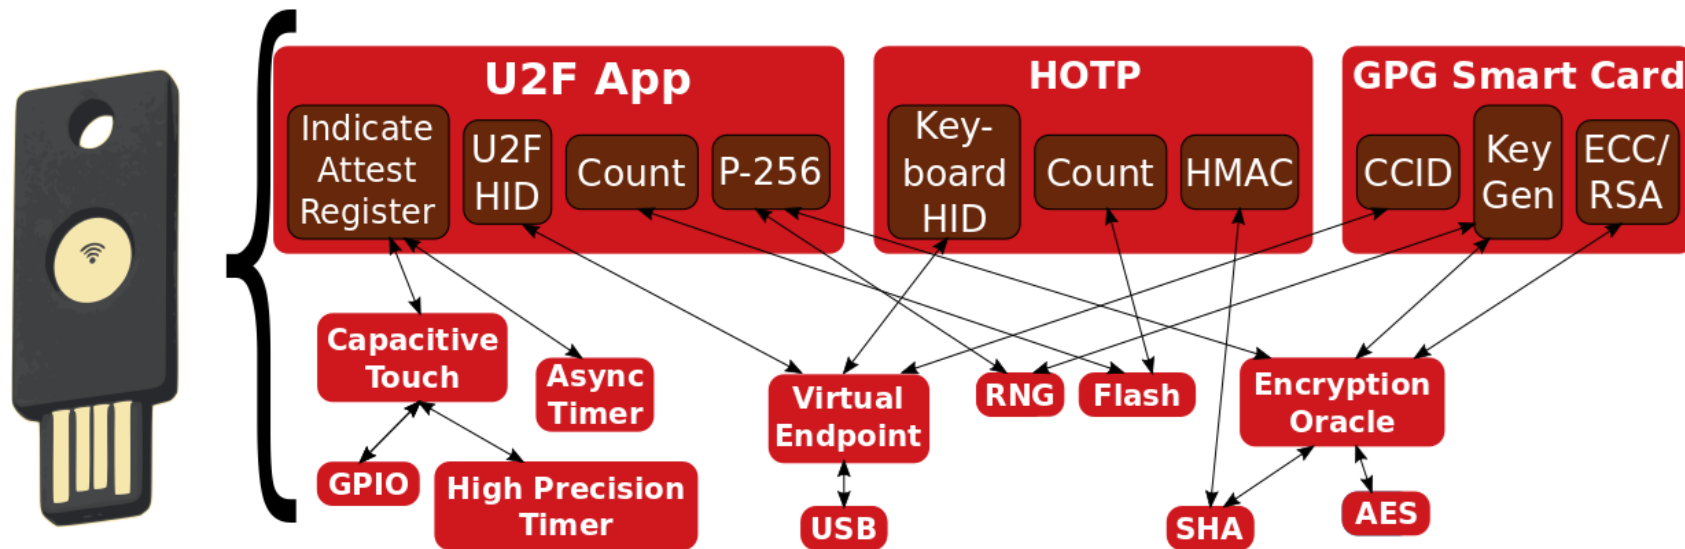 U2F App
Indicate
Attest
Register
U2F
HID
Count
P-256
HOTP
Key-
board
HID
Count
HMAC
GPG Smart Card
CCID
Key
Gen
ECC/
RSA
Capacitive
Touch
Async
Timer
Virtual
Endpoint
RNG
Flash
Encryption
Oracle
GPIO
High Precision
Timer
USB
SHA
AES